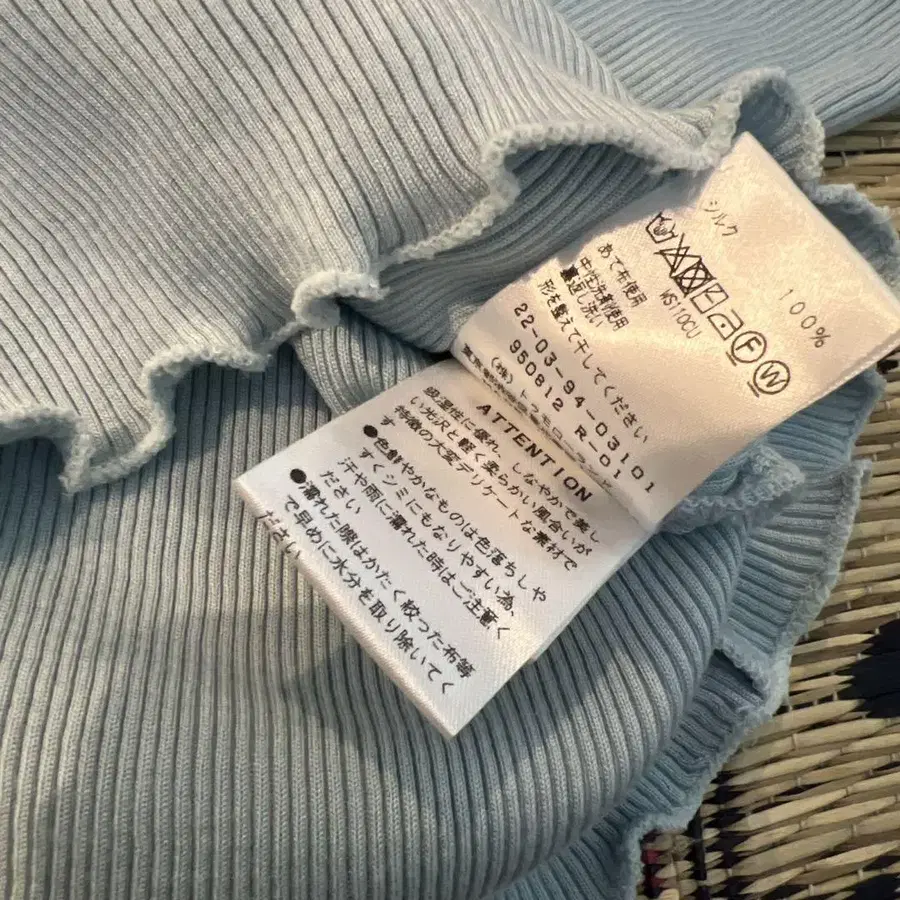 シルク 100%
WS110CU
あて布使用
中性洗剤使用
裏返し洗い
形を整えて干してください
22-03-94-03101
950812 R-01
(株)
ATTENTION
吸湿性に優れ、しなやかで美し
い光沢と軽く柔らかい風合いが
特徴の大変デリケートな素材で
す
●色鮮やかなものは色落ちしや
すくシミにもなりやすい為、
汗や雨に濡れた時はご注意く
ださい
●濡れた際はかたく絞った布等
で早めに水分を取り除いてく
ださい
F
W